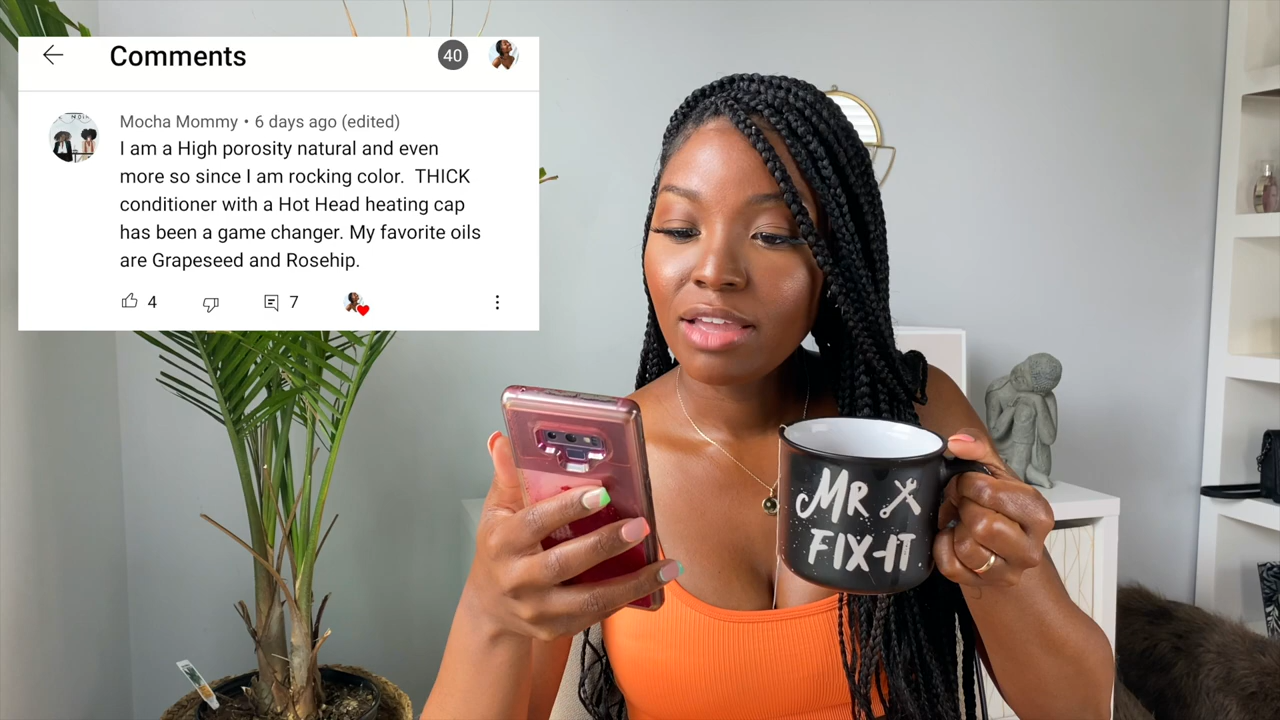 Comments
40
Mocha Mommy • 6 days ago (edited)
I am a High porosity natural and even
more so since I am rocking color.  THICK
conditioner with a Hot Head heating cap
has been a game changer. My favorite oils
are Grapeseed and Rosehip.
4
7
MR
FIX-IT.